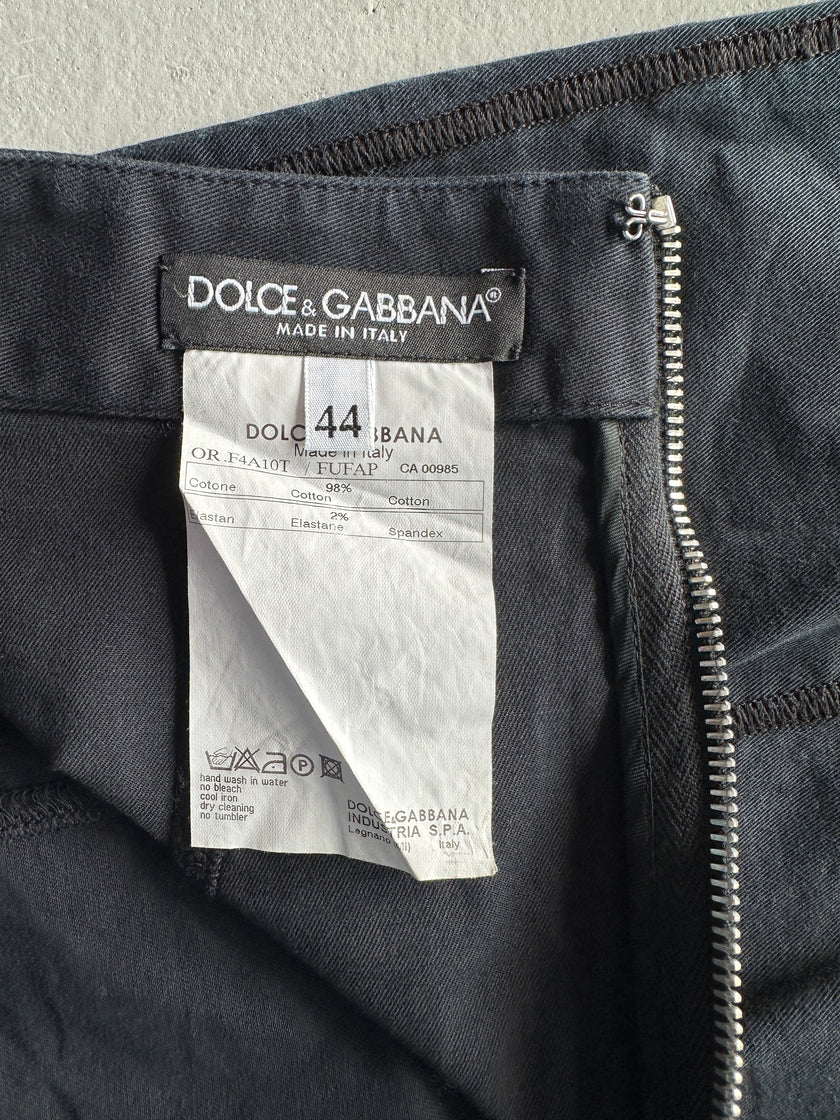 DOLCE & GABBANA®
MADE IN ITALY
44
DOLC BBANA
Made in Italy
OR.F4A10T / FUFAP CA 00985
Cotone 98% Cotton Cotton
Elastan 2% Elastane Spandex
P
hand wash in water
no bleach
cool iron
dry cleaning
no tumbler
DOLCE&GABBANA
INDUSTRIA S.P.A.
Legnano (Mi) Italy